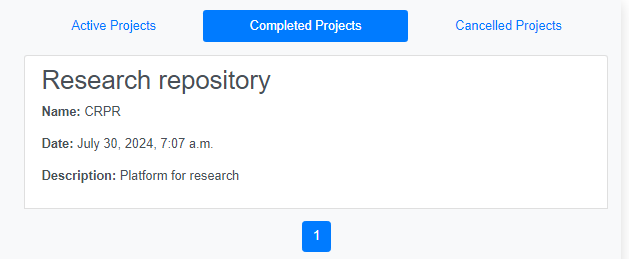 Active Projects Completed Projects Cancelled Projects
Research repository
Name: CRPR
Date: July 30, 2024, 7:07 a.m.
Description: Platform for research
1